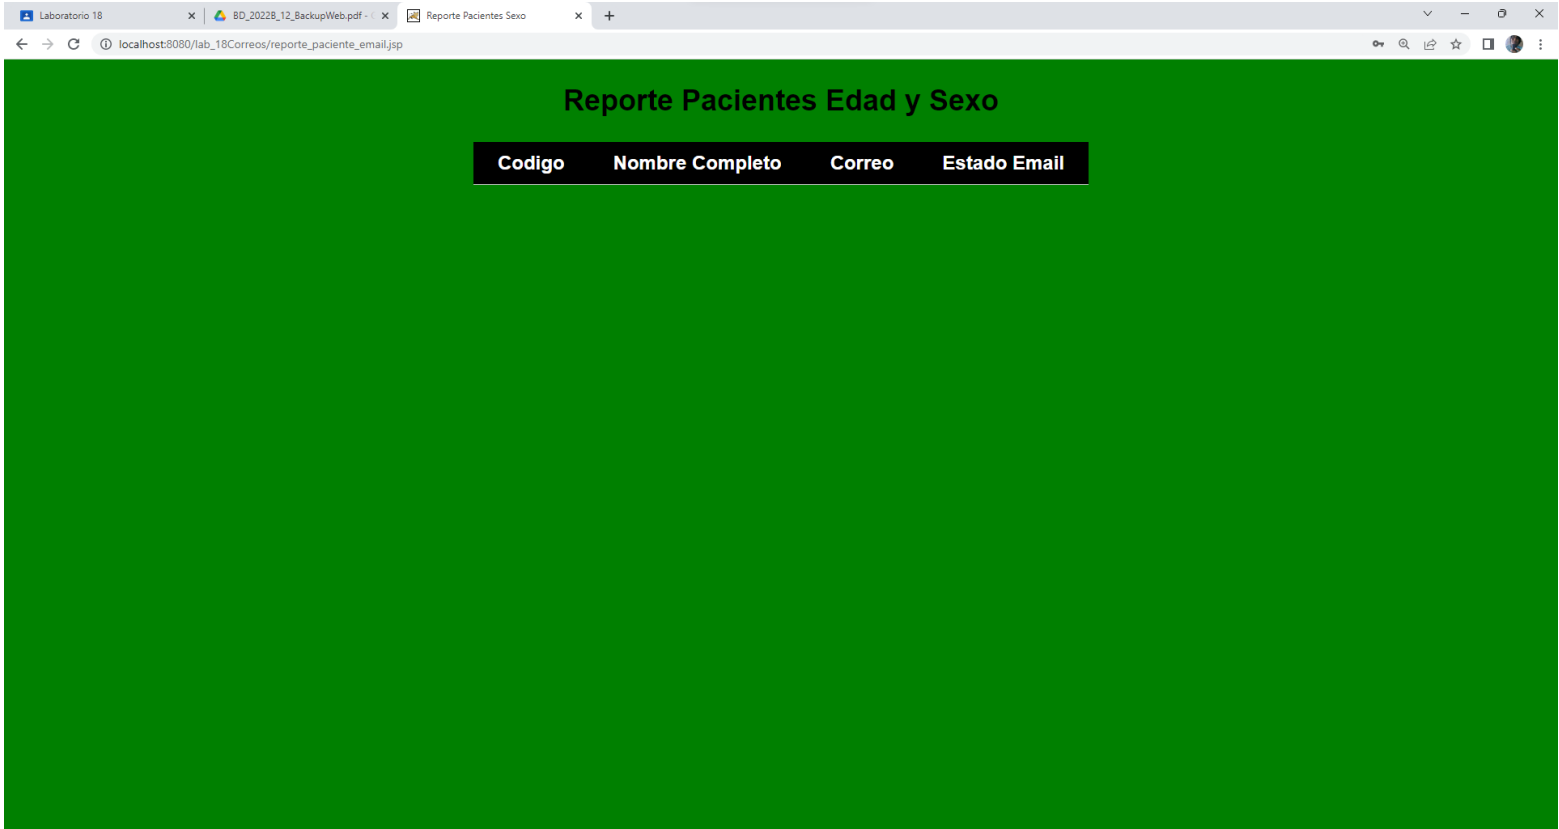 Laboratorio 18
BD_2022B_12_BackupWeb.pdf -
Reporte Pacientes Sexo
localhost:8080/lab_18Correos/reporte_paciente_email.jsp
Reporte Pacientes Edad y Sexo
Codigo Nombre Completo Correo Estado Email